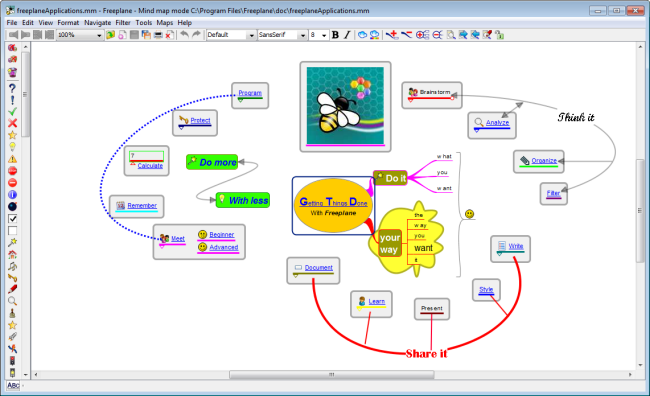 freeplaneApplications.mm - Freeplane - Mind map mode C:\Program Files\Freeplane\doc\freeplaneApplications.mm
File Edit View Format Navigate Filter Tools Maps Help
100% Default SansSerif 8 B I
Program
Protect
7
Calculate
Do more
With less
Remember
Meet
Beginner
Advanced
Brainstorm
Think it
Analyze
Organize
Filter
Do it
what
you
want
Getting Things Done
With Freeplane
your
way
the
way
you
want
it
Write
Document
Style
Learn
Present
Share it
ABC